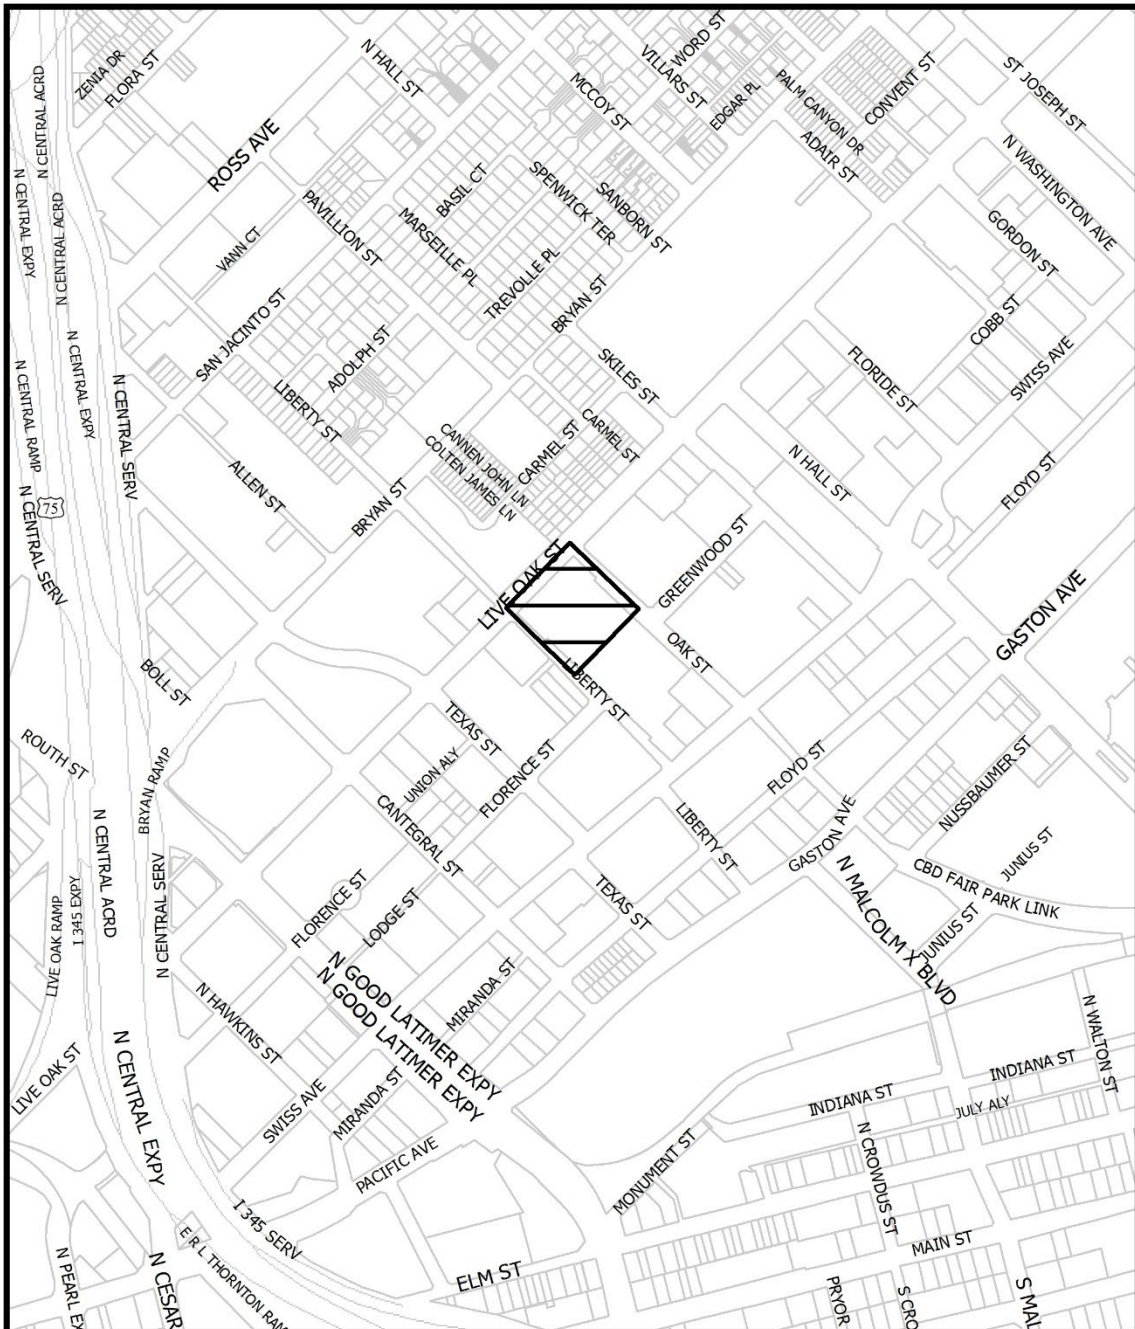 ZENIA DR
FLORA ST
N HALL ST
WORD ST
VILLARS ST
MCCOY ST
EDGAR PL
PALM CANYON DR
CONVENT ST
ST JOSEPH ST
N CENTRAL ACRD
ROSS AVE
ADAIR ST
N WASHINGTON AVE
N CENTRAL EXPY
N CENTRAL ACRD
BASIL CT
SPENWICK TER
SANBORN ST
PAVILLION ST
MARSEILLE PL
GORDON ST
VANN CT
TREVOLLE PL
BRYAN ST
SAN JACINTO ST
COBB ST
N CENTRAL EXPY
ADOLPH ST
SKILES ST
FLORIDE ST
SWISS AVE
N CENTRAL RAMP
N CENTRAL SERV
LIBERTY ST
CARMEL ST
CARMEL ST
CANNEN JOHN LN
COLTEN JAMES LN
N HALL ST
FLOYD ST
ALLEN ST
BRYAN ST
75
N CENTRAL SERV
LIVE OAK ST
GREENWOOD ST
GASTON AVE
OAK ST
BOLL ST
LIBERTY ST
TEXAS ST
ROUTH ST
UNION ALY
FLORENCE ST
FLOYD ST
NUSSBAUMER ST
BRYAN RAMP
CANTEGRAL ST
LIBERTY ST
GASTON AVE
N CENTRAL ACRD
N CENTRAL SERV
JUNIUS ST
CBD FAIR PARK LINK
N MALCOLM X BLVD
FLORENCE ST
LODGE ST
TEXAS ST
I 345 EXPY
LIVE OAK RAMP
JUNIUS ST
N GOOD LATIMER EXPY
N GOOD LATIMER EXPY
MIRANDA ST
N HAWKINS ST
N WALTON ST
LIVE OAK ST
N CENTRAL EXPY
SWISS AVE
MIRANDA ST
INDIANA ST
INDIANA ST
JULY ALY
PACIFIC AVE
MONUMENT ST
N CROWDUS ST
I 345 SERV
E R L THORNTON RAM
MAIN ST
ELM ST
N PEARL EX
N CESAR
PRYOR
S CRO
S MAL